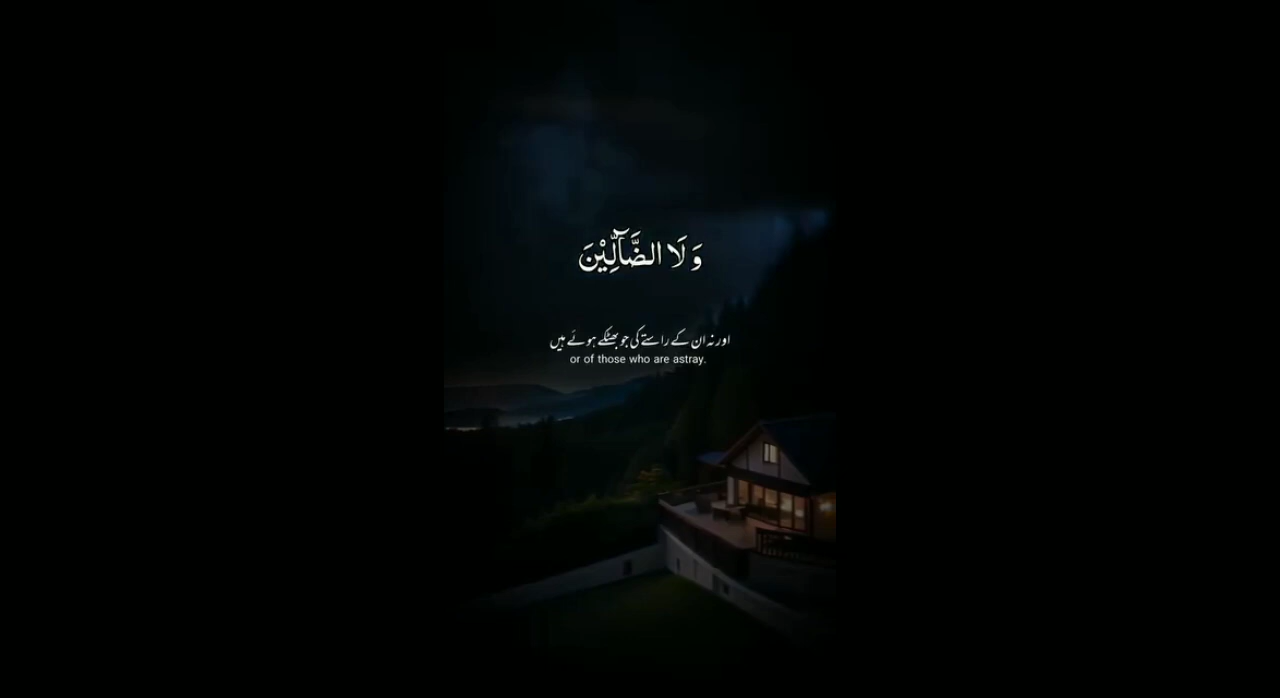 وَلَا الضَّآلِّيْنَ
اور نہ ان کے راستے کی جو بھٹکے ہوئے ہیں
or of those who are astray.